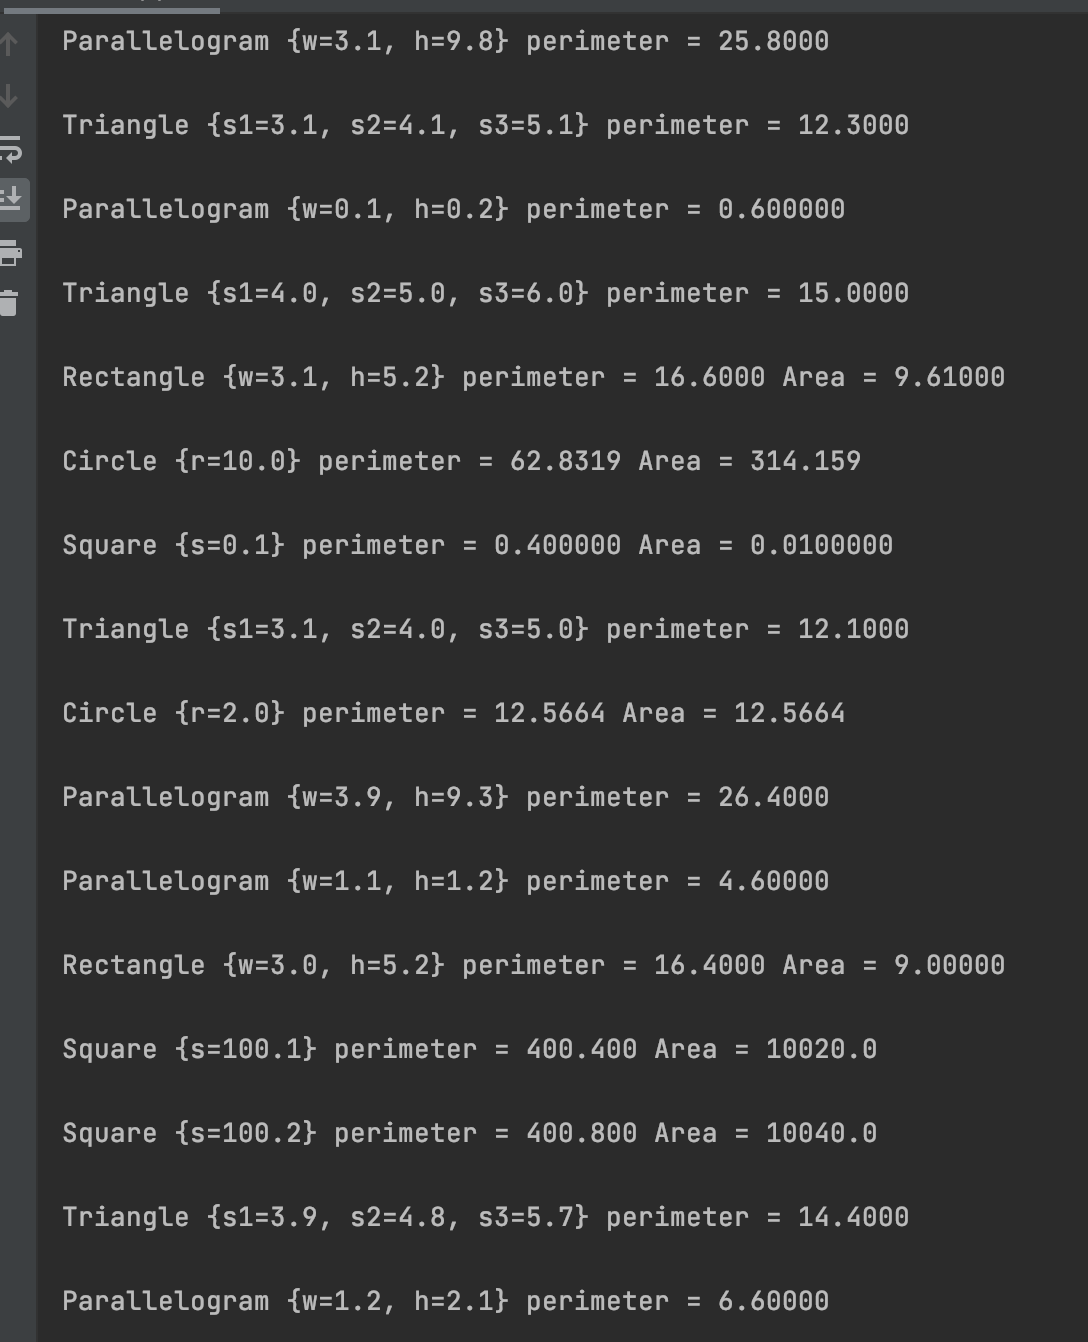 Parallelogram {w=3.1, h=9.8} perimeter = 25.8000
Triangle {s1=3.1, s2=4.1, s3=5.1} perimeter = 12.3000
Parallelogram {w=0.1, h=0.2} perimeter = 0.600000
Triangle {s1=4.0, s2=5.0, s3=6.0} perimeter = 15.0000
Rectangle {w=3.1, h=5.2} perimeter = 16.6000 Area = 9.61000
Circle {r=10.0} perimeter = 62.8319 Area = 314.159
Square {s=0.1} perimeter = 0.400000 Area = 0.0100000
Triangle {s1=3.1, s2=4.0, s3=5.0} perimeter = 12.1000
Circle {r=2.0} perimeter = 12.5664 Area = 12.5664
Parallelogram {w=3.9, h=9.3} perimeter = 26.4000
Parallelogram {w=1.1, h=1.2} perimeter = 4.60000
Rectangle {w=3.0, h=5.2} perimeter = 16.4000 Area = 9.00000
Square {s=100.1} perimeter = 400.400 Area = 10020.0
Square {s=100.2} perimeter = 400.800 Area = 10040.0
Triangle {s1=3.9, s2=4.8, s3=5.7} perimeter = 14.4000
Parallelogram {w=1.2, h=2.1} perimeter = 6.60000